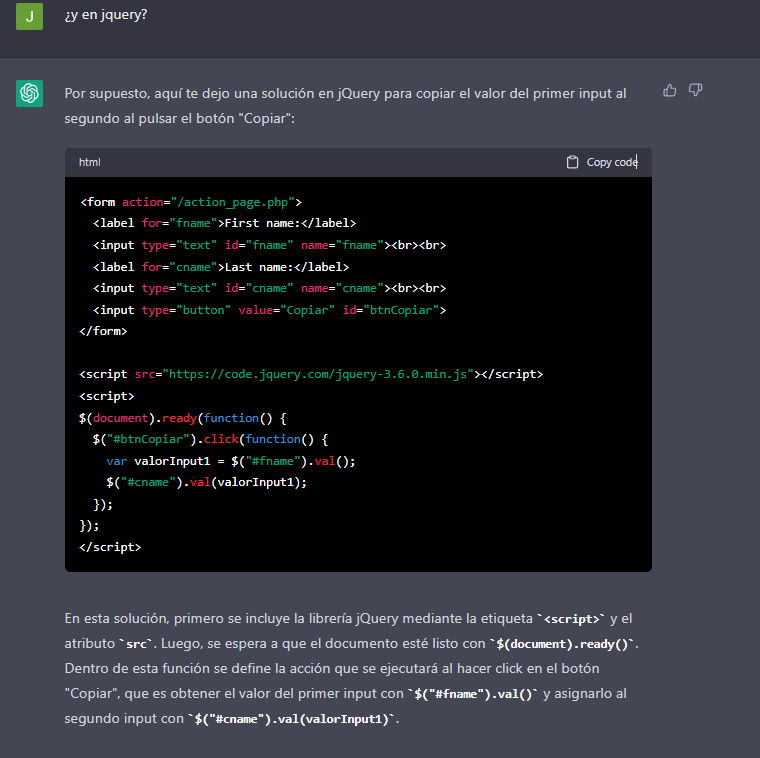 J
¿y en jquery?
Por supuesto, aquí te dejo una solución en jQuery para copiar el valor del primer input al
segundo al pulsar el botón "Copiar":
html
Copy code
<form action="/action_page.php">
  <label for="fname">First name:</label>
  <input type="text" id="fname" name="fname"><br><br>
  <label for="cname">Last name:</label>
  <input type="text" id="cname" name="cname"><br><br>
  <input type="button" value="Copiar" id="btnCopiar">
</form>

<script src="https://code.jquery.com/jquery-3.6.0.min.js"></script>
<script>
$(document).ready(function() {
  $("#btnCopiar").click(function() {
    var valorInput1 = $("#fname").val();
    $("#cname").val(valorInput1);
  });
});
</script>
En esta solución, primero se incluye la librería jQuery mediante la etiqueta `<script>` y el
atributo `src`. Luego, se espera a que el documento esté listo con `$(document).ready()`.
Dentro de esta función se define la acción que se ejecutará al hacer click en el botón
"Copiar", que es obtener el valor del primer input con `$("#fname").val()` y asignarlo al
segundo input con `$("#cname").val(valorInput1)`.